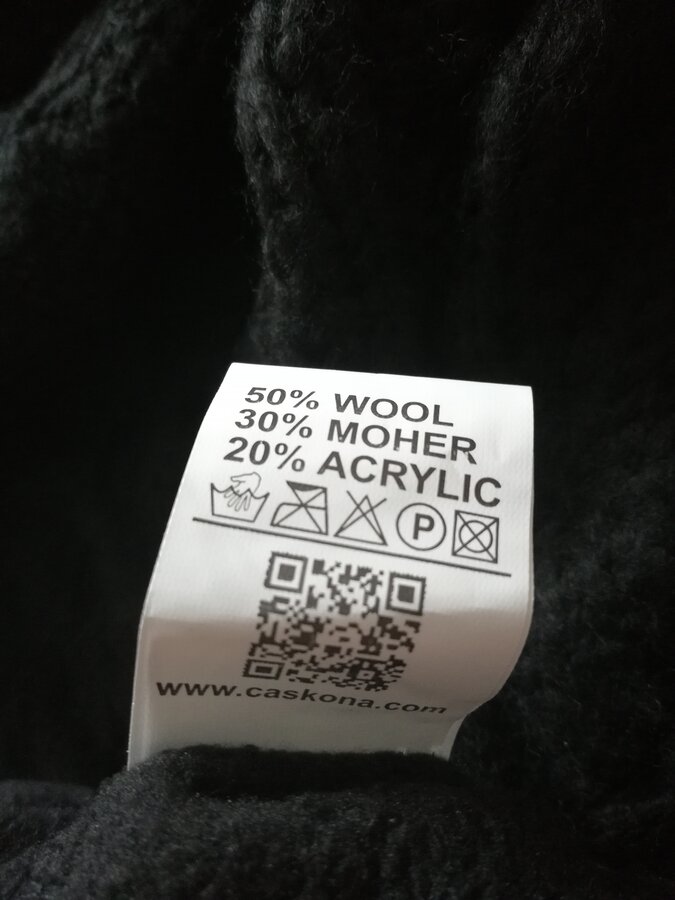 50% WOOL
30% MOHER
20% ACRYLIC
P
www.caskona.com